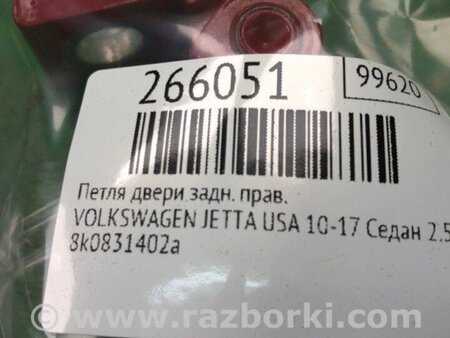 266051
99620
Петля двери задн. прав.
VOLKSWAGEN JETTA USA 10-17 Седан 2.5
8k0831402a
www.razborki.com